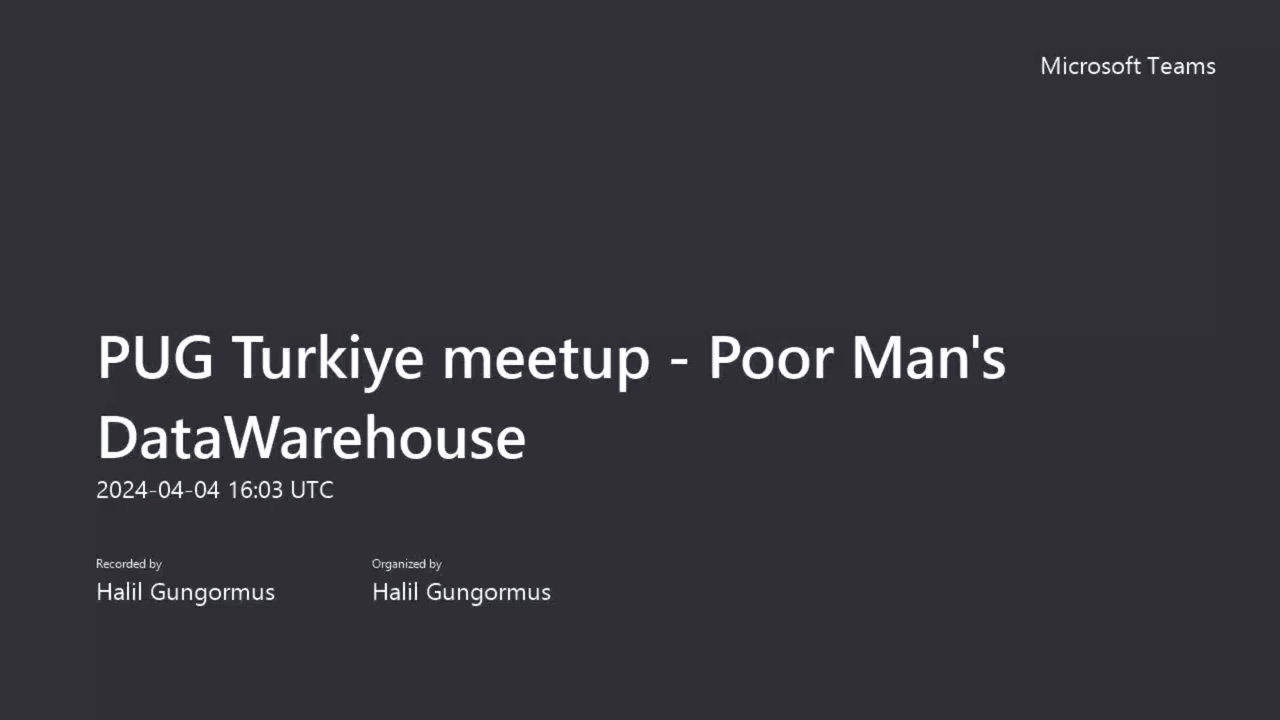 Microsoft Teams
PUG Turkiye meetup - Poor Man's
DataWarehouse
2024-04-04 16:03 UTC
Recorded by
Halil Gungormus
Organized by
Halil Gungormus